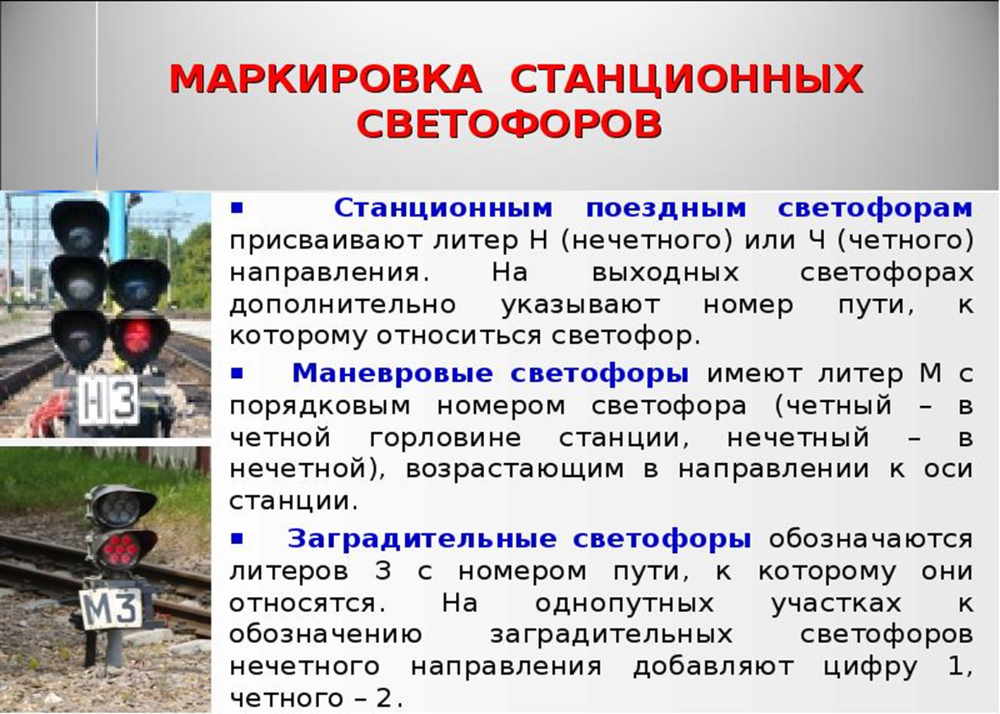 МАРКИРОВКА СТАНЦИОННЫХ
СВЕТОФОРОВ
▪ Станционным поездным светофорам
присваивают литер Н (нечетного) или Ч (четного)
направления. На выходных светофорах
дополнительно указывают номер пути, к
которому относиться светофор.
▪ Маневровые светофоры имеют литер М с
порядковым номером светофора (четный – в
четной горловине станции, нечетный – в
нечетной), возрастающим в направлении к оси
станции.
▪ Заградительные светофоры обозначаются
литеров З с номером пути, к которому они
относятся. На однопутных участках к
обозначению заградительных светофоров
нечетного направления добавляют цифру 1,
четного – 2.
Н3
М3